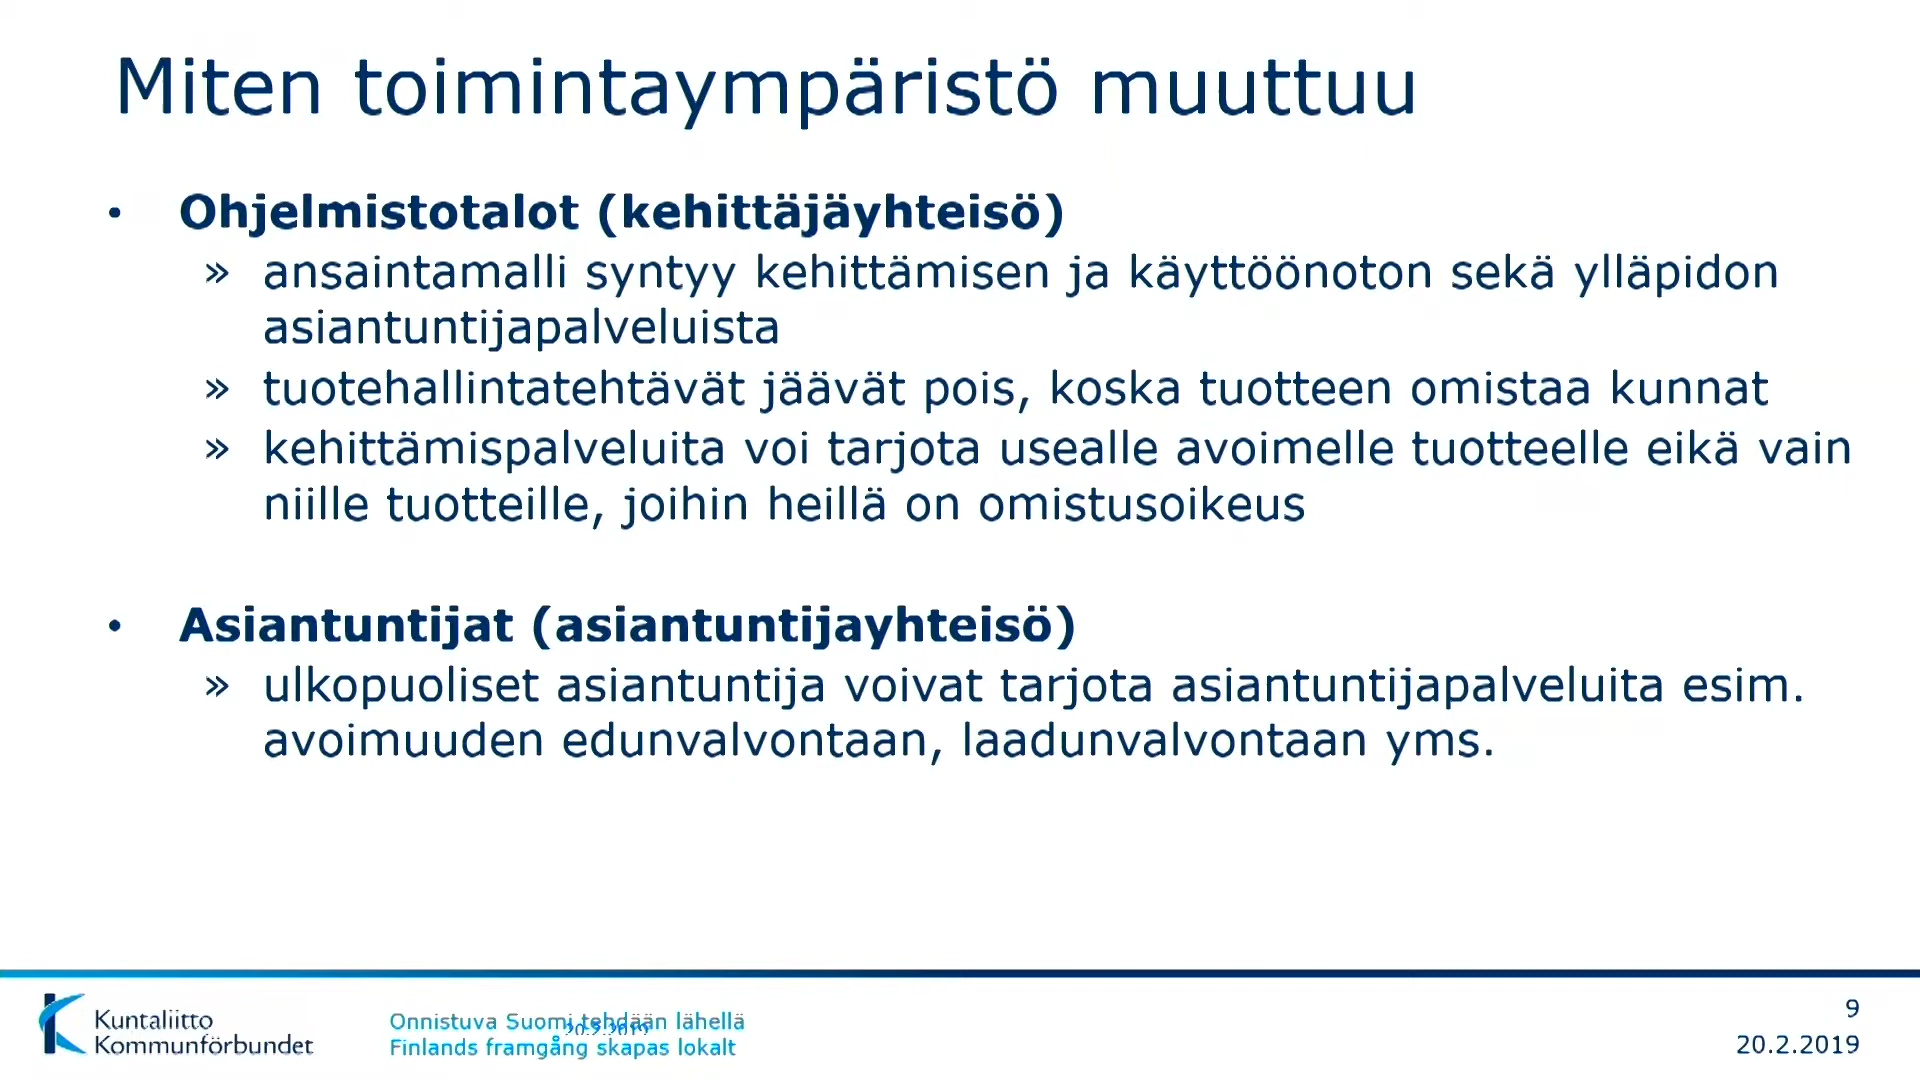 Miten toimintaympäristö muuttuu
• Ohjelmistotalot (kehittäjäyhteisö)
» ansaintamalli syntyy kehittämisen ja käyttöönoton sekä ylläpidon
asiantuntijapalveluista
» tuotehallintatehtävät jäävät pois, koska tuotteen omistaa kunnat
» kehittämispalveluita voi tarjota usealle avoimelle tuotteelle eikä vain
niille tuotteille, joihin heillä on omistusoikeus
• Asiantuntijat (asiantuntijayhteisö)
» ulkopuoliset asiantuntija voivat tarjota asiantuntijapalveluita esim.
avoimuuden edunvalvontaan, laadunvalvontaan yms.
Kuntaliitto
Kommunförbundet
Onnistuva Suomi tehdään lähellä
20.2.2019
Finlands framgång skapas lokalt
9
20.2.2019